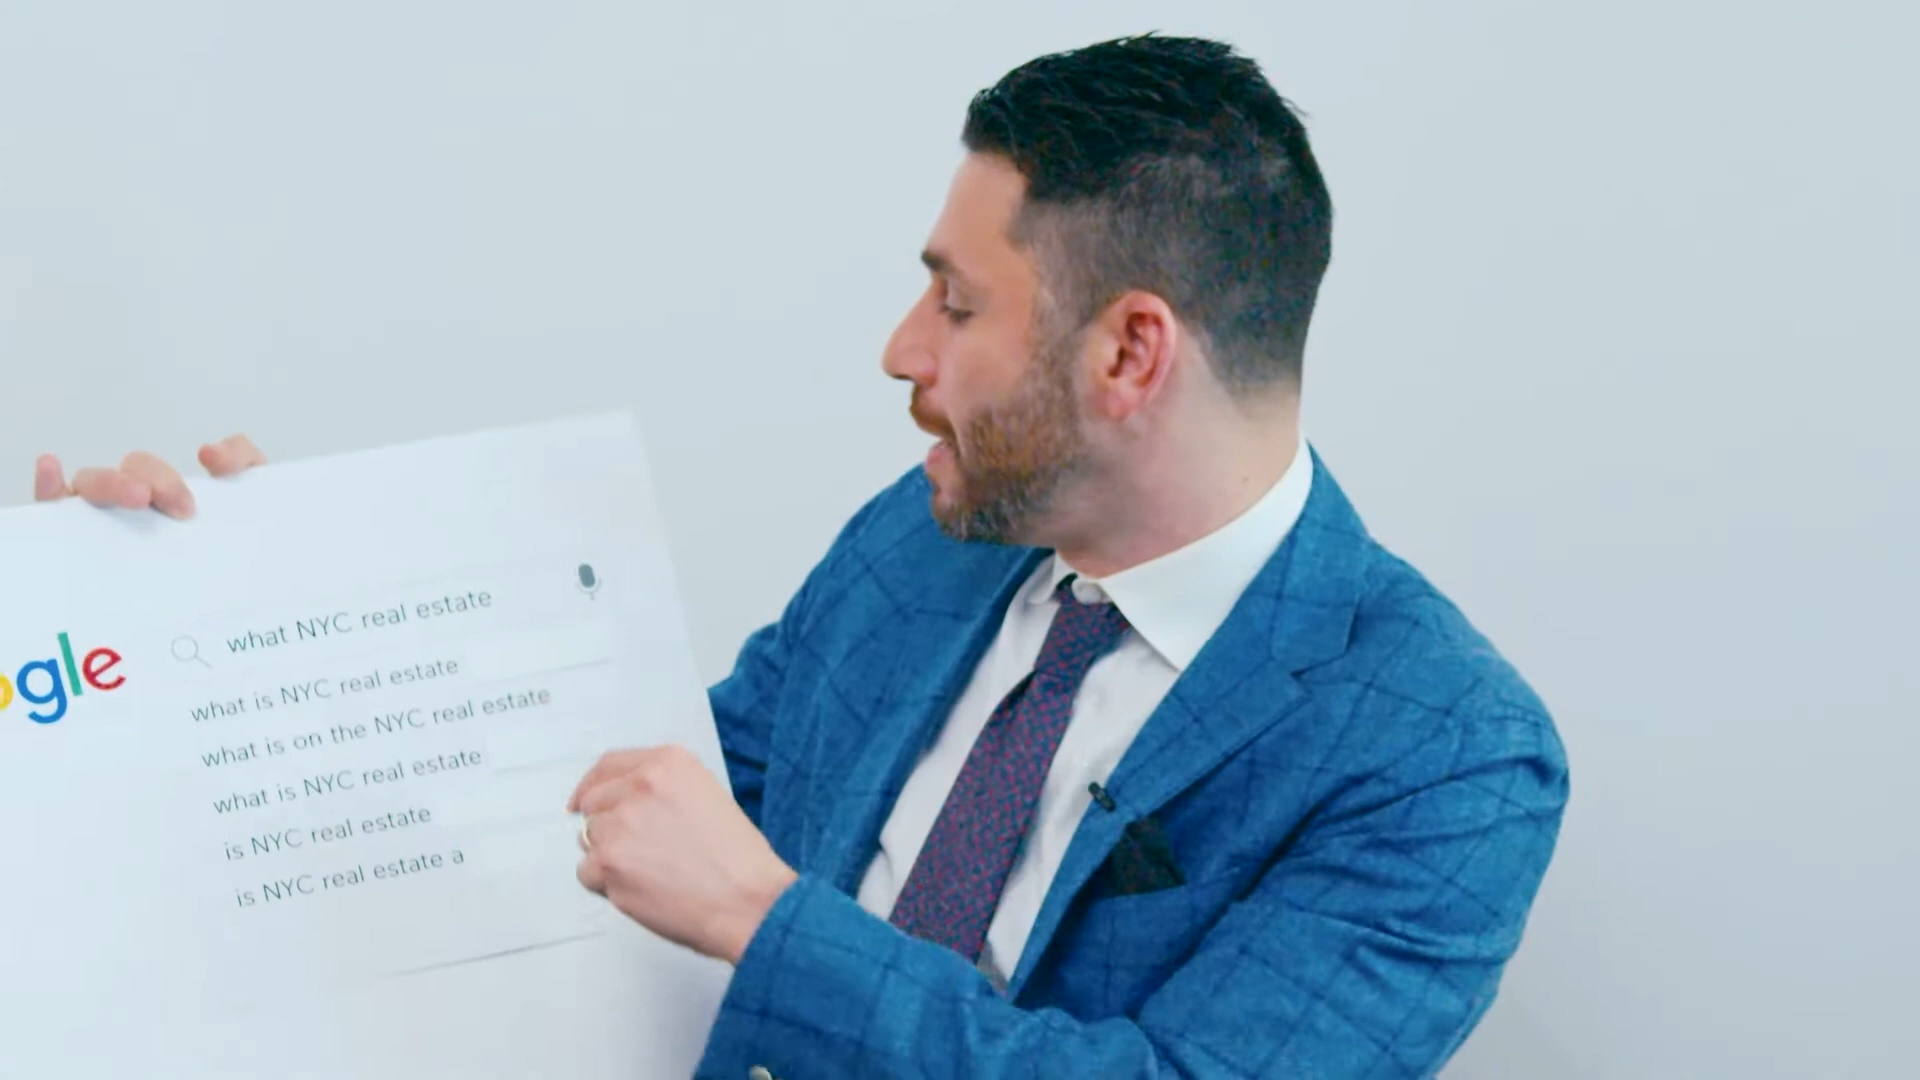 ogle
what NYC real estate
what is NYC real estate
what is on the NYC real estate
what is NYC real estate
is NYC real estate
is NYC real estate a